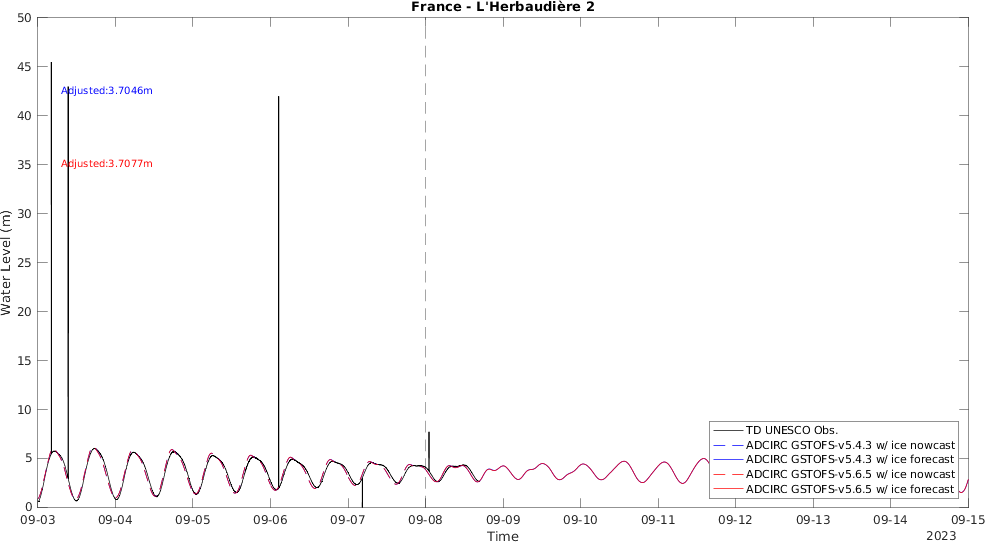 France - L'Herbaudière 2
50
45
40
35
30
25
20
15
10
5
0
Water Level (m)
Adjusted:3.7046m
Adjusted:3.7077m
TD UNESCO Obs.
ADCIRC GSTOFS-v5.4.3 w/ ice nowcast
ADCIRC GSTOFS-v5.4.3 w/ ice forecast
ADCIRC GSTOFS-v5.6.5 w/ ice nowcast
ADCIRC GSTOFS-v5.6.5 w/ ice forecast
09-03 09-04 09-05 09-06 09-07 09-08 09-09 09-10 09-11 09-12 09-13 09-14 09-15
Time
2023